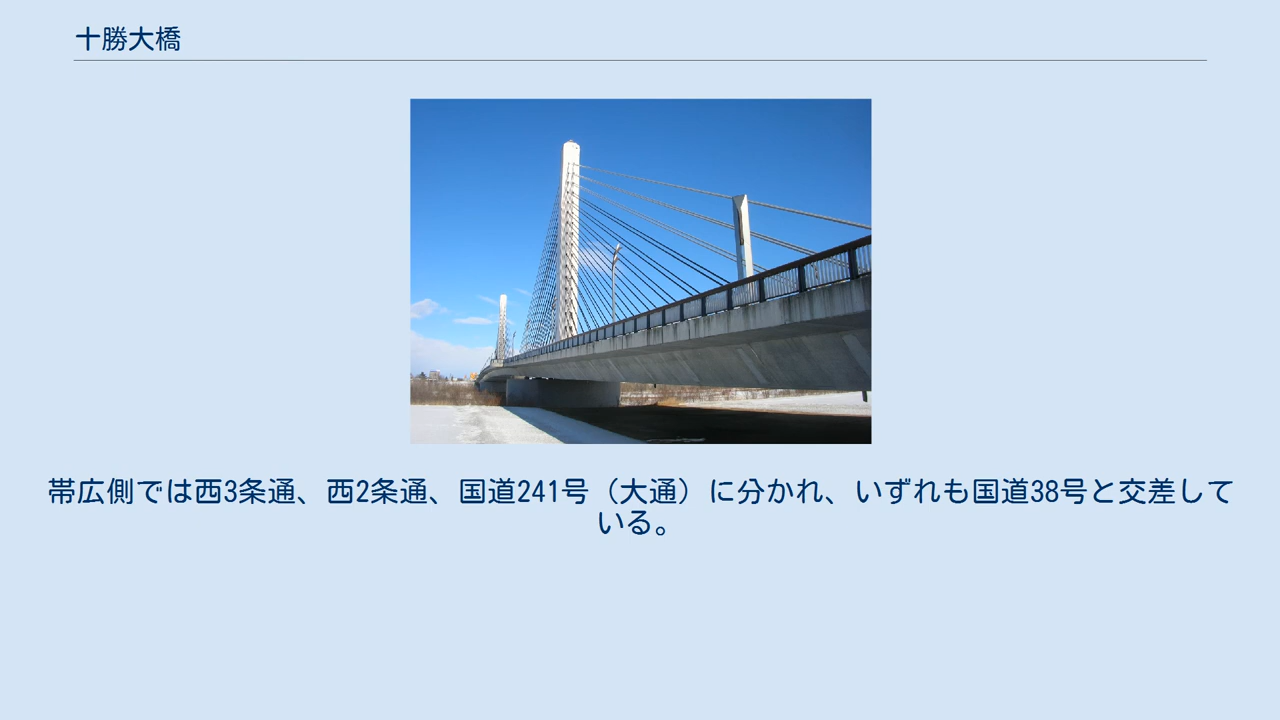 十勝大橋
帯広側では西3条通、西2条通、国道241号（大通）に分かれ、いずれも国道38号と交差して
いる。